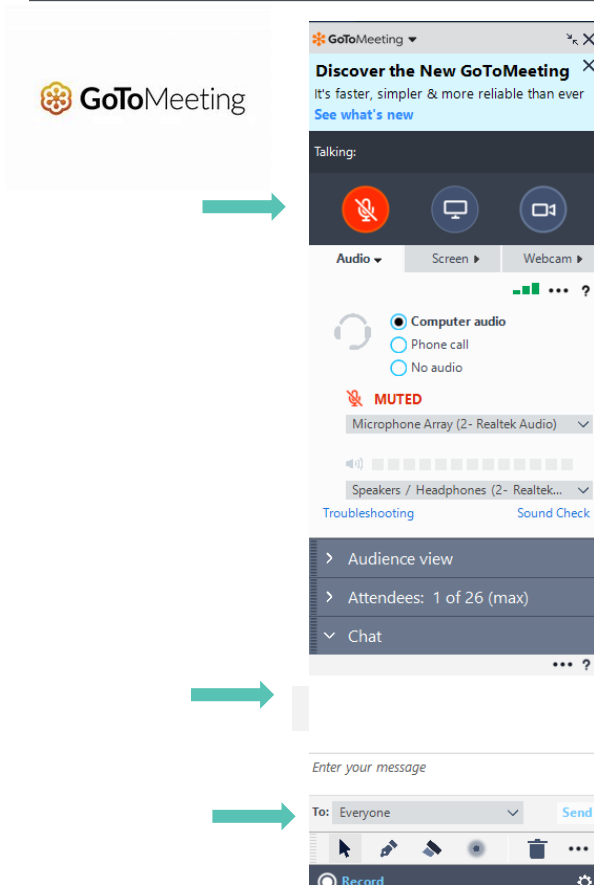 GoToMeeting
GoToMeeting
Discover the New GoToMeeting
It's faster, simpler & more reliable than ever
See what's new
Talking:
Audio Screen Webcam
?
Computer audio
Phone call
No audio
MUTED
Microphone Array (2- Realtek Audio)
Speakers / Headphones (2- Realtek...
Troubleshooting Sound Check
Audience view
Attendees: 1 of 26 (max)
Chat
?
Enter your message
To: Everyone Send
Record